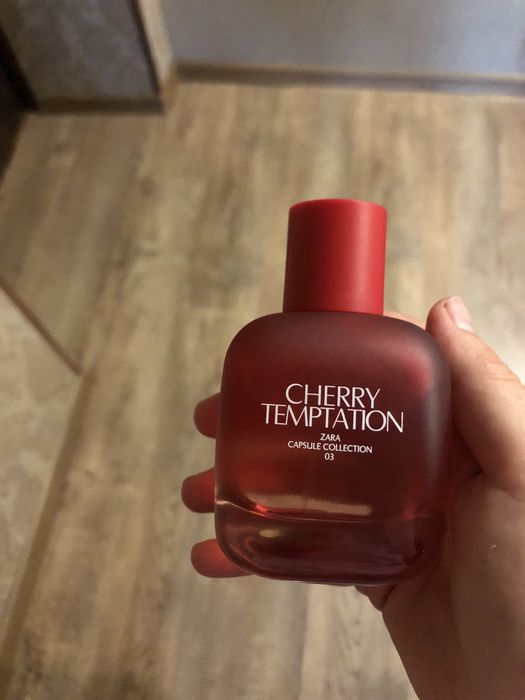 CHERRY
TEMPTATION
ZARA
CAPSULE COLLECTION
03